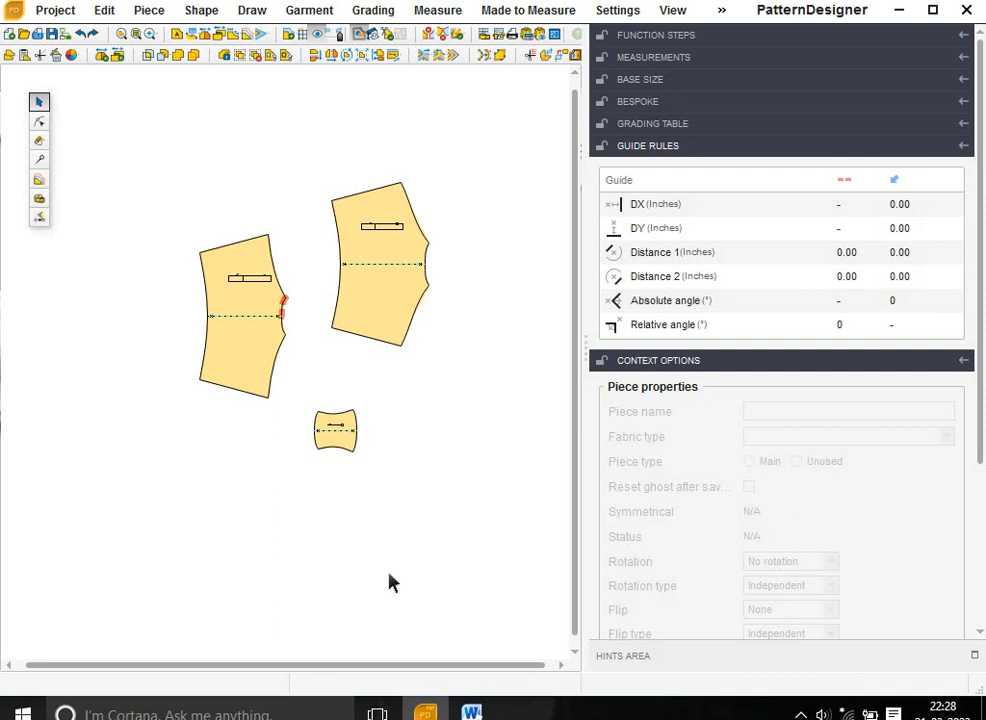 Project Edit Piece Shape Draw Garment Grading Measure Made to Measure Settings View » PatternDesigner
FUNCTION STEPS
MEASUREMENTS
BASE SIZE
BESPOKE
GRADING TABLE
GUIDE RULES
Guide
DX (Inches) - 0.00
DY (Inches) - 0.00
Distance 1(Inches) 0.00 0.00
Distance 2 (Inches) 0.00 0.00
Absolute angle(°) - 0
Relative angle(°) 0 -
CONTEXT OPTIONS
Piece properties
Piece name
Fabric type
Piece type Main Unused
Reset ghost after sav...
Symmetrical N/A
Status N/A
Rotation No rotation
Rotation type Independent
Flip None
Flip type Independent
HINTS AREA
PD
I'm Cortana. Ask me anything.
22:28